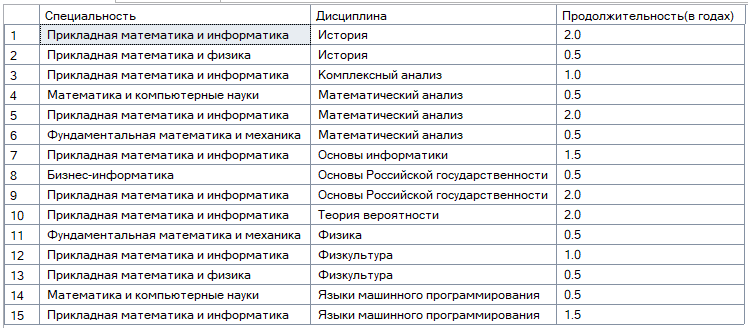 Специальность Дисциплина Продолжительность(в годах)
1 Прикладная математика и информатика История 2.0
2 Прикладная математика и физика История 0.5
3 Прикладная математика и информатика Комплексный анализ 1.0
4 Математика и компьютерные науки Математический анализ 0.5
5 Прикладная математика и информатика Математический анализ 2.0
6 Фундаментальная математика и механика Математический анализ 0.5
7 Прикладная математика и информатика Основы информатики 1.5
8 Бизнес-информатика Основы Российской государственности 0.5
9 Прикладная математика и информатика Основы Российской государственности 2.0
10 Прикладная математика и информатика Теория вероятности 2.0
11 Фундаментальная математика и механика Физика 0.5
12 Прикладная математика и информатика Физкультура 1.0
13 Прикладная математика и физика Физкультура 0.5
14 Математика и компьютерные науки Языки машинного программирования 0.5
15 Прикладная математика и информатика Языки машинного программирования 1.5